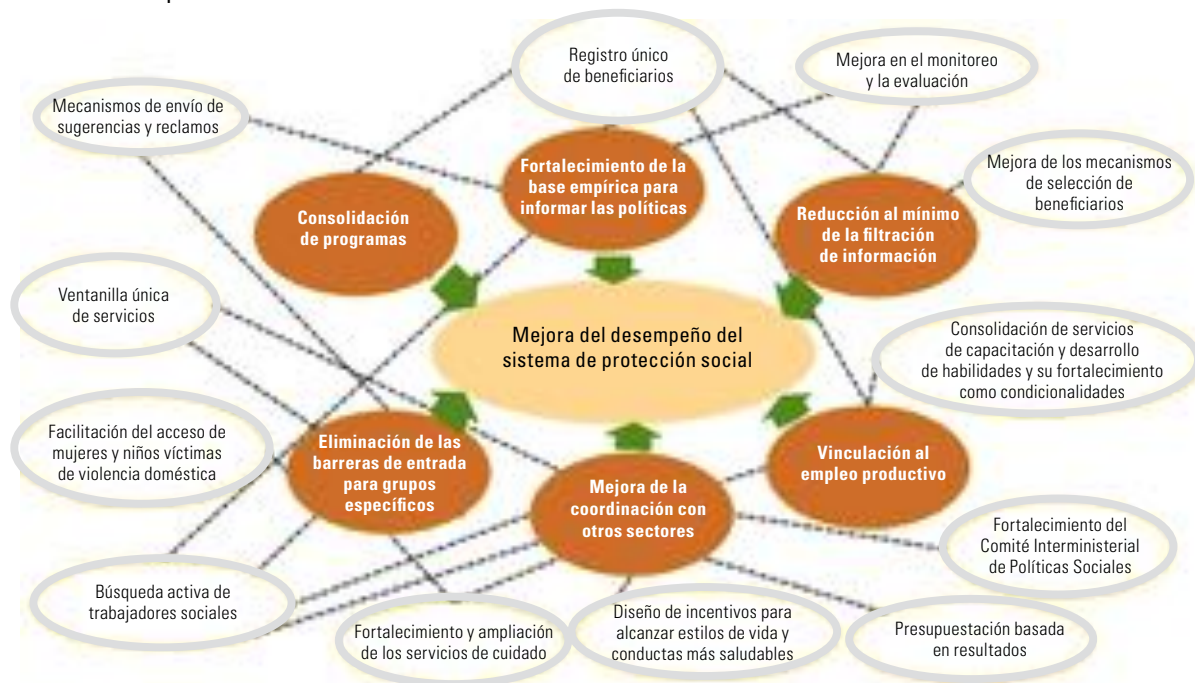 Registro único
de beneficiarios
Mejora en el monitoreo
y la evaluación
Mecanismos de envío de
sugerencias y reclamos
Fortalecimiento de la
base empírica para
informar las políticas
Mejora de los mecanismos
de selección de
beneficiarios
Consolidación
de programas
Reducción al mínimo
de la filtración
de información
Ventanilla única
de servicios
Mejora del desempeño del
sistema de protección social
Consolidación de servicios
de capacitación y desarrollo
de habilidades y su fortalecimiento
como condicionalidades
Facilitación del acceso de
mujeres y niños víctimas
de violencia doméstica
Eliminación de las
barreras de entrada
para grupos
específicos
Mejora de la
coordinación con
otros sectores
Vinculación al
empleo productivo
Fortalecimiento del
Comité Interministerial
de Políticas Sociales
Búsqueda activa de
trabajadores sociales
Fortalecimiento y ampliación
de los servicios de cuidado
Diseño de incentivos para
alcanzar estilos de vida y
conductas más saludables
Presupuestación basada
en resultados